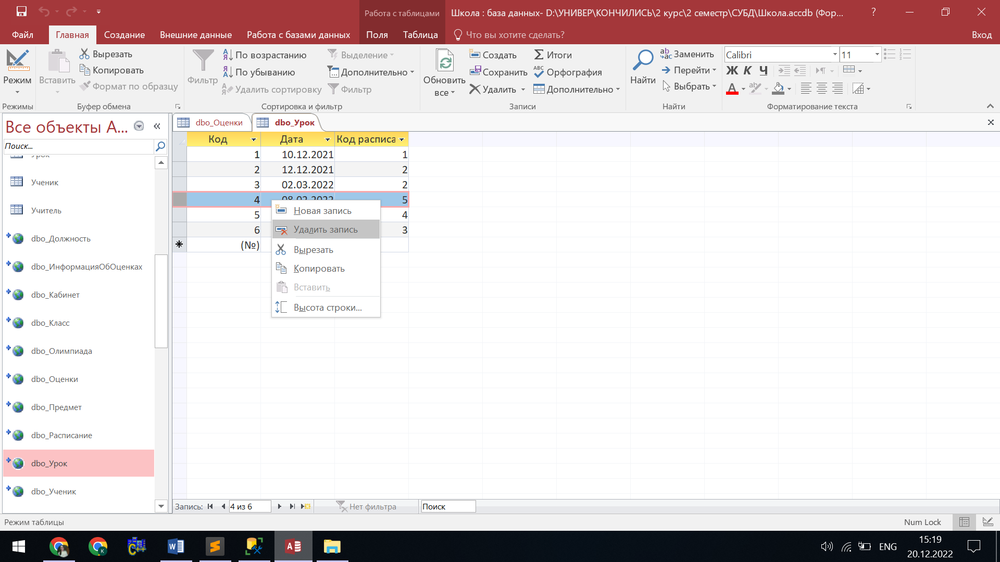 Работа с таблицами
Школа : база данных- D:\УНИВЕР\КОНЧИЛИСЬ\2 курс\2 семестр\СУБД\Школа.accdb (Фор...
?
Файл
Главная
Создание
Внешние данные
Работа с базами данных
Поля
Таблица
Что вы хотите сделать?
Вход
Режим
Режимы
Вставить
Вырезать
Копировать
Формат по образцу
Буфер обмена
Фильтр
По возрастанию
По убыванию
Удалить сортировку
Выделение
Дополнительно
Фильтр
Сортировка и фильтр
Обновить
все
Создать
Сохранить
Удалить
Итоги
Орфография
Дополнительно
Записи
Найти
Заменить
Перейти
Выбрать
Найти
Calibri
11
Ж К Ч
Форматирование текста
Все объекты A...
Поиск...
Урок
Ученик
Учитель
dbo_Должность
dbo_ИнформацияОбОценках
dbo_Кабинет
dbo_Класс
dbo_Олимпиада
dbo_Оценки
dbo_Предмет
dbo_Расписание
dbo_Урок
dbo_Ученик
dbo_Оценки
dbo_Урок
Код Дата Код расписа
1 10.12.2021 1
2 12.12.2021 2
3 02.03.2022 2
4 08.02.2022 5
5 4
6 3
(№)
Новая запись
Удалить запись
Вырезать
Копировать
Вставить
Высота строки...
Запись:
4 из 6
Нет фильтра
Поиск
Режим таблицы
Num Lock
ENG
15:19
20.12.2022